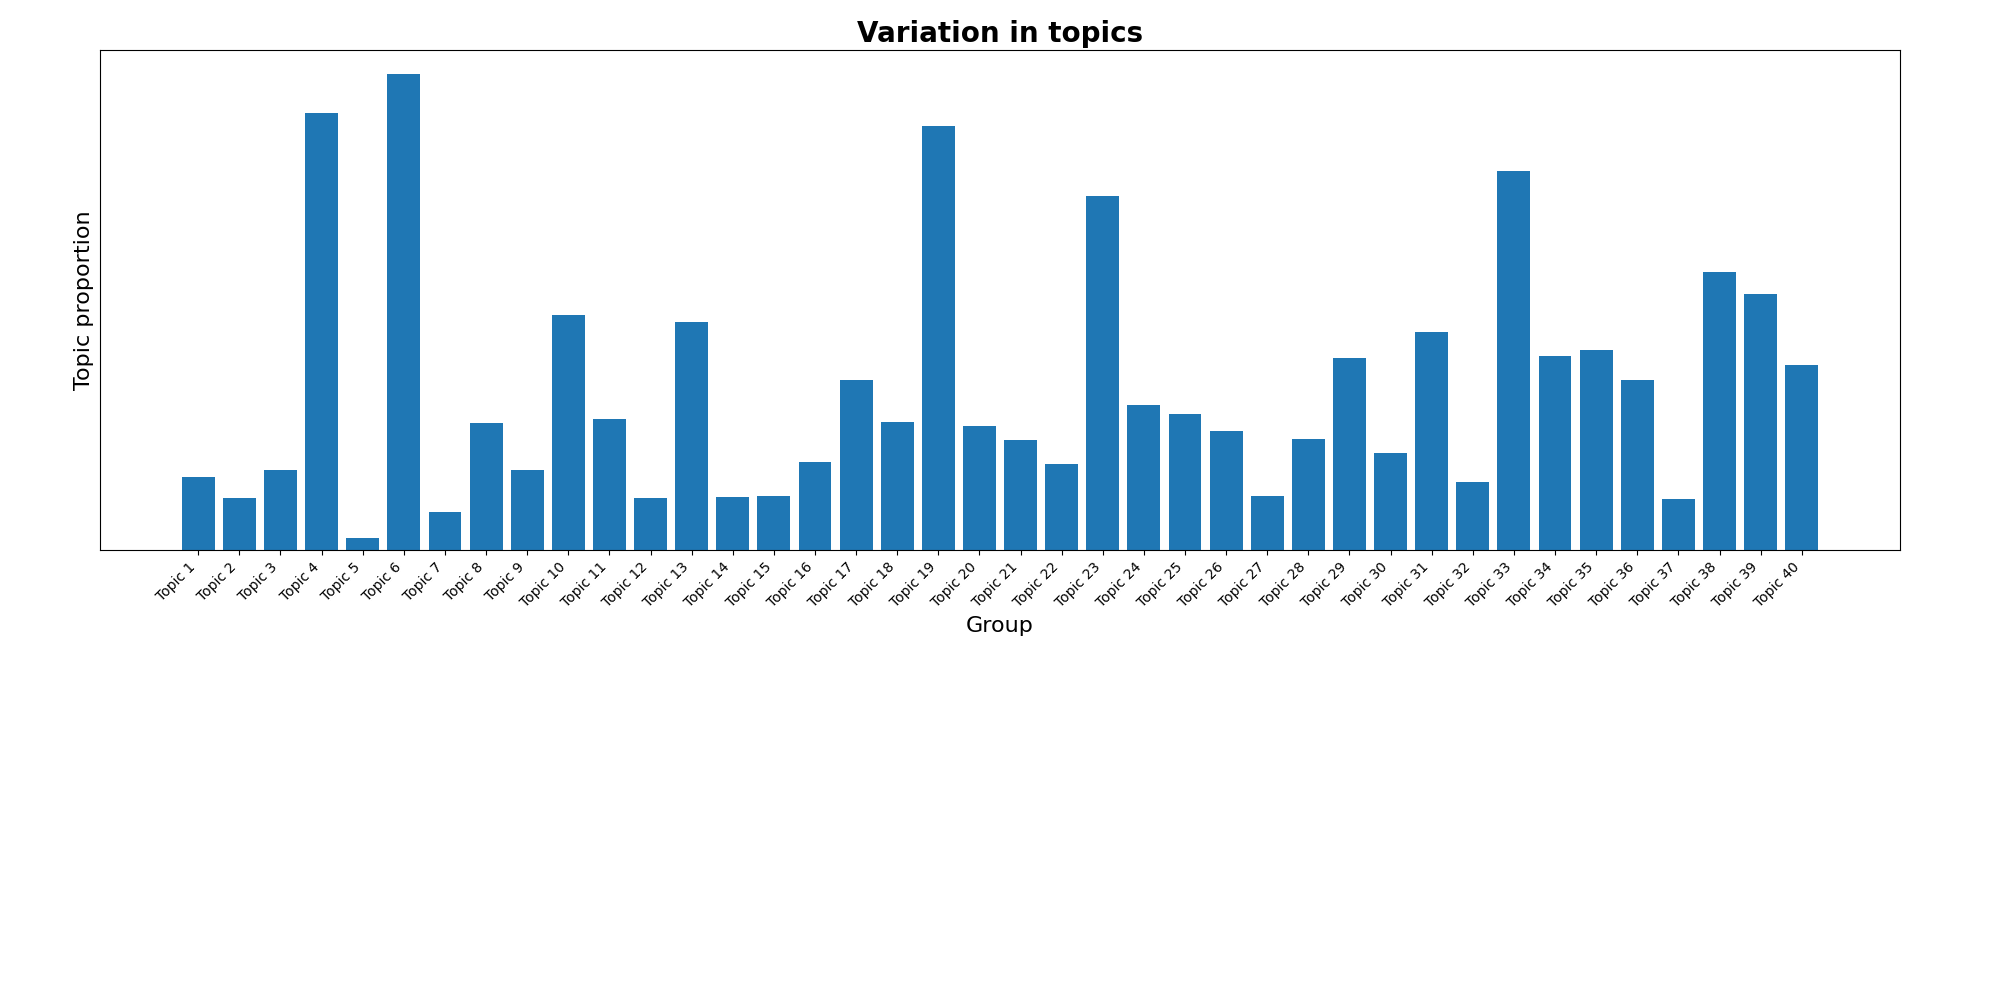 Variation in topics
Topic proportion
Topic 1
Topic 2
Topic 3
Topic 4
Topic 5
Topic 6
Topic 7
Topic 8
Topic 9
Topic 10
Topic 11
Topic 12
Topic 13
Topic 14
Topic 15
Topic 16
Topic 17
Topic 18
Topic 19
Topic 20
Topic 21
Topic 22
Topic 23
Topic 24
Topic 25
Topic 26
Topic 27
Topic 28
Topic 29
Topic 30
Topic 31
Topic 32
Topic 33
Topic 34
Topic 35
Topic 36
Topic 37
Topic 38
Topic 39
Topic 40
Group